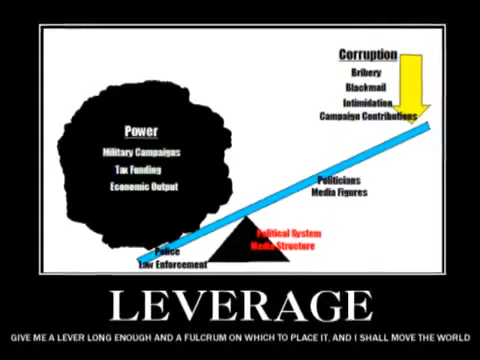 Corruption
Bribery
Blackmail
Intimidation
Campaign Contributions
Power
Military Campaigns
Tax Funding
Economic Output
Politicians
Media Figures
Political System
Media Structure
Police
Law Enforcement
LEVERAGE
GIVE ME A LEVER LONG ENOUGH AND A FULCRUM ON WHICH TO PLACE IT, AND I SHALL MOVE THE WORLD